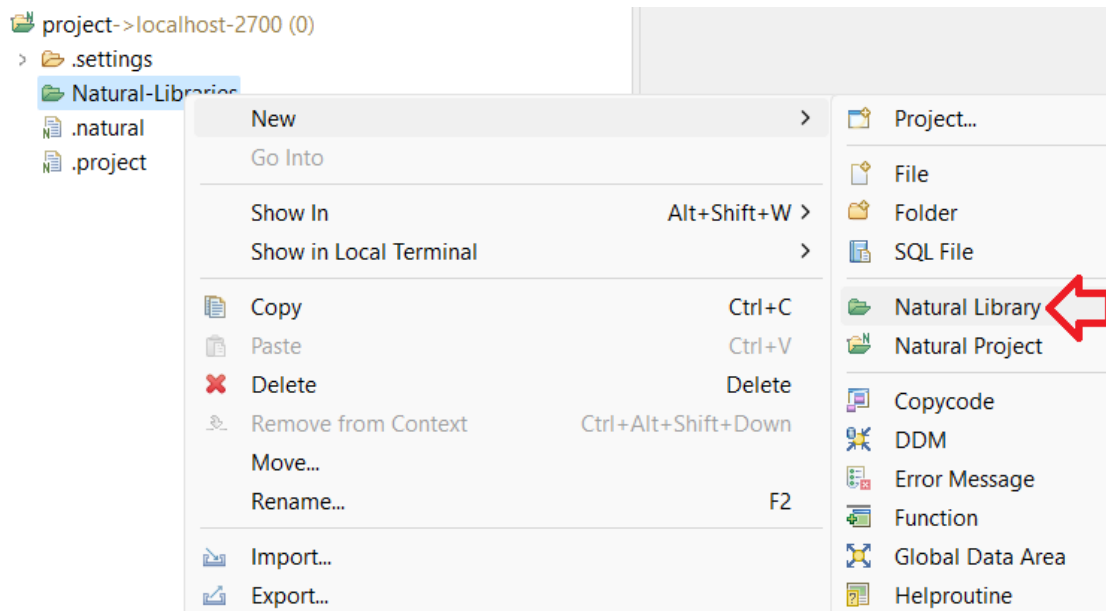 project->localhost-2700 (0)
.settings
Natural-Libraries
.natural
.project
New
Go Into
Show In Alt+Shift+W
Show in Local Terminal
Copy Ctrl+C
Paste Ctrl+V
Delete Delete
Remove from Context Ctrl+Alt+Shift+Down
Move...
Rename... F2
Import...
Export...
Project...
File
Folder
SQL File
Natural Library
Natural Project
Copycode
DDM
Error Message
Function
Global Data Area
Helproutine